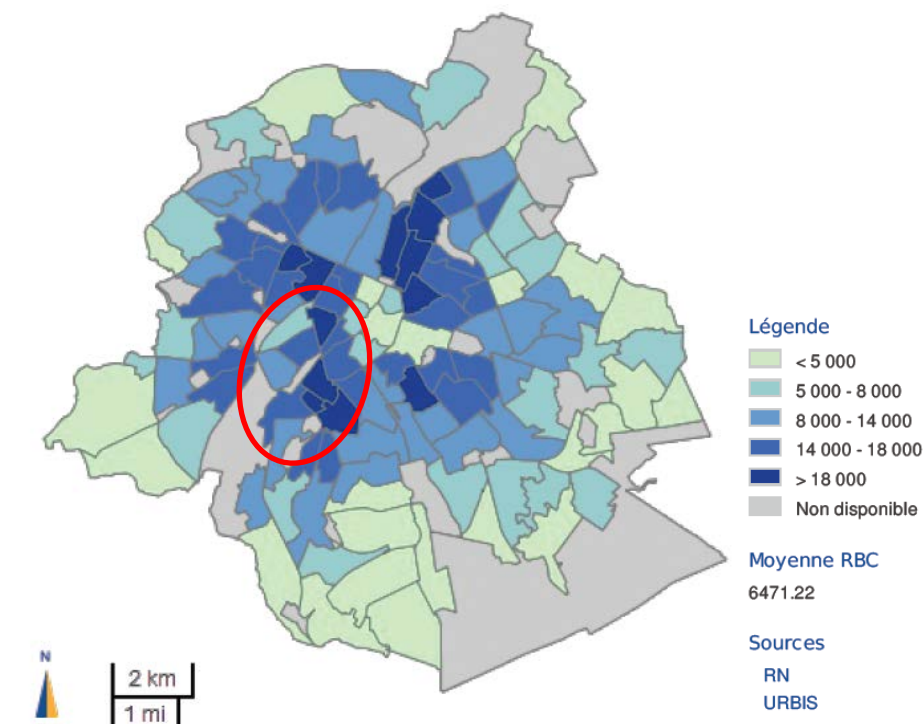 Légende
< 5 000
5 000 - 8 000
8 000 - 14 000
14 000 - 18 000
> 18 000
Non disponible
Moyenne RBC
6471.22
Sources
RN
URBIS
N
2 km
1 mi